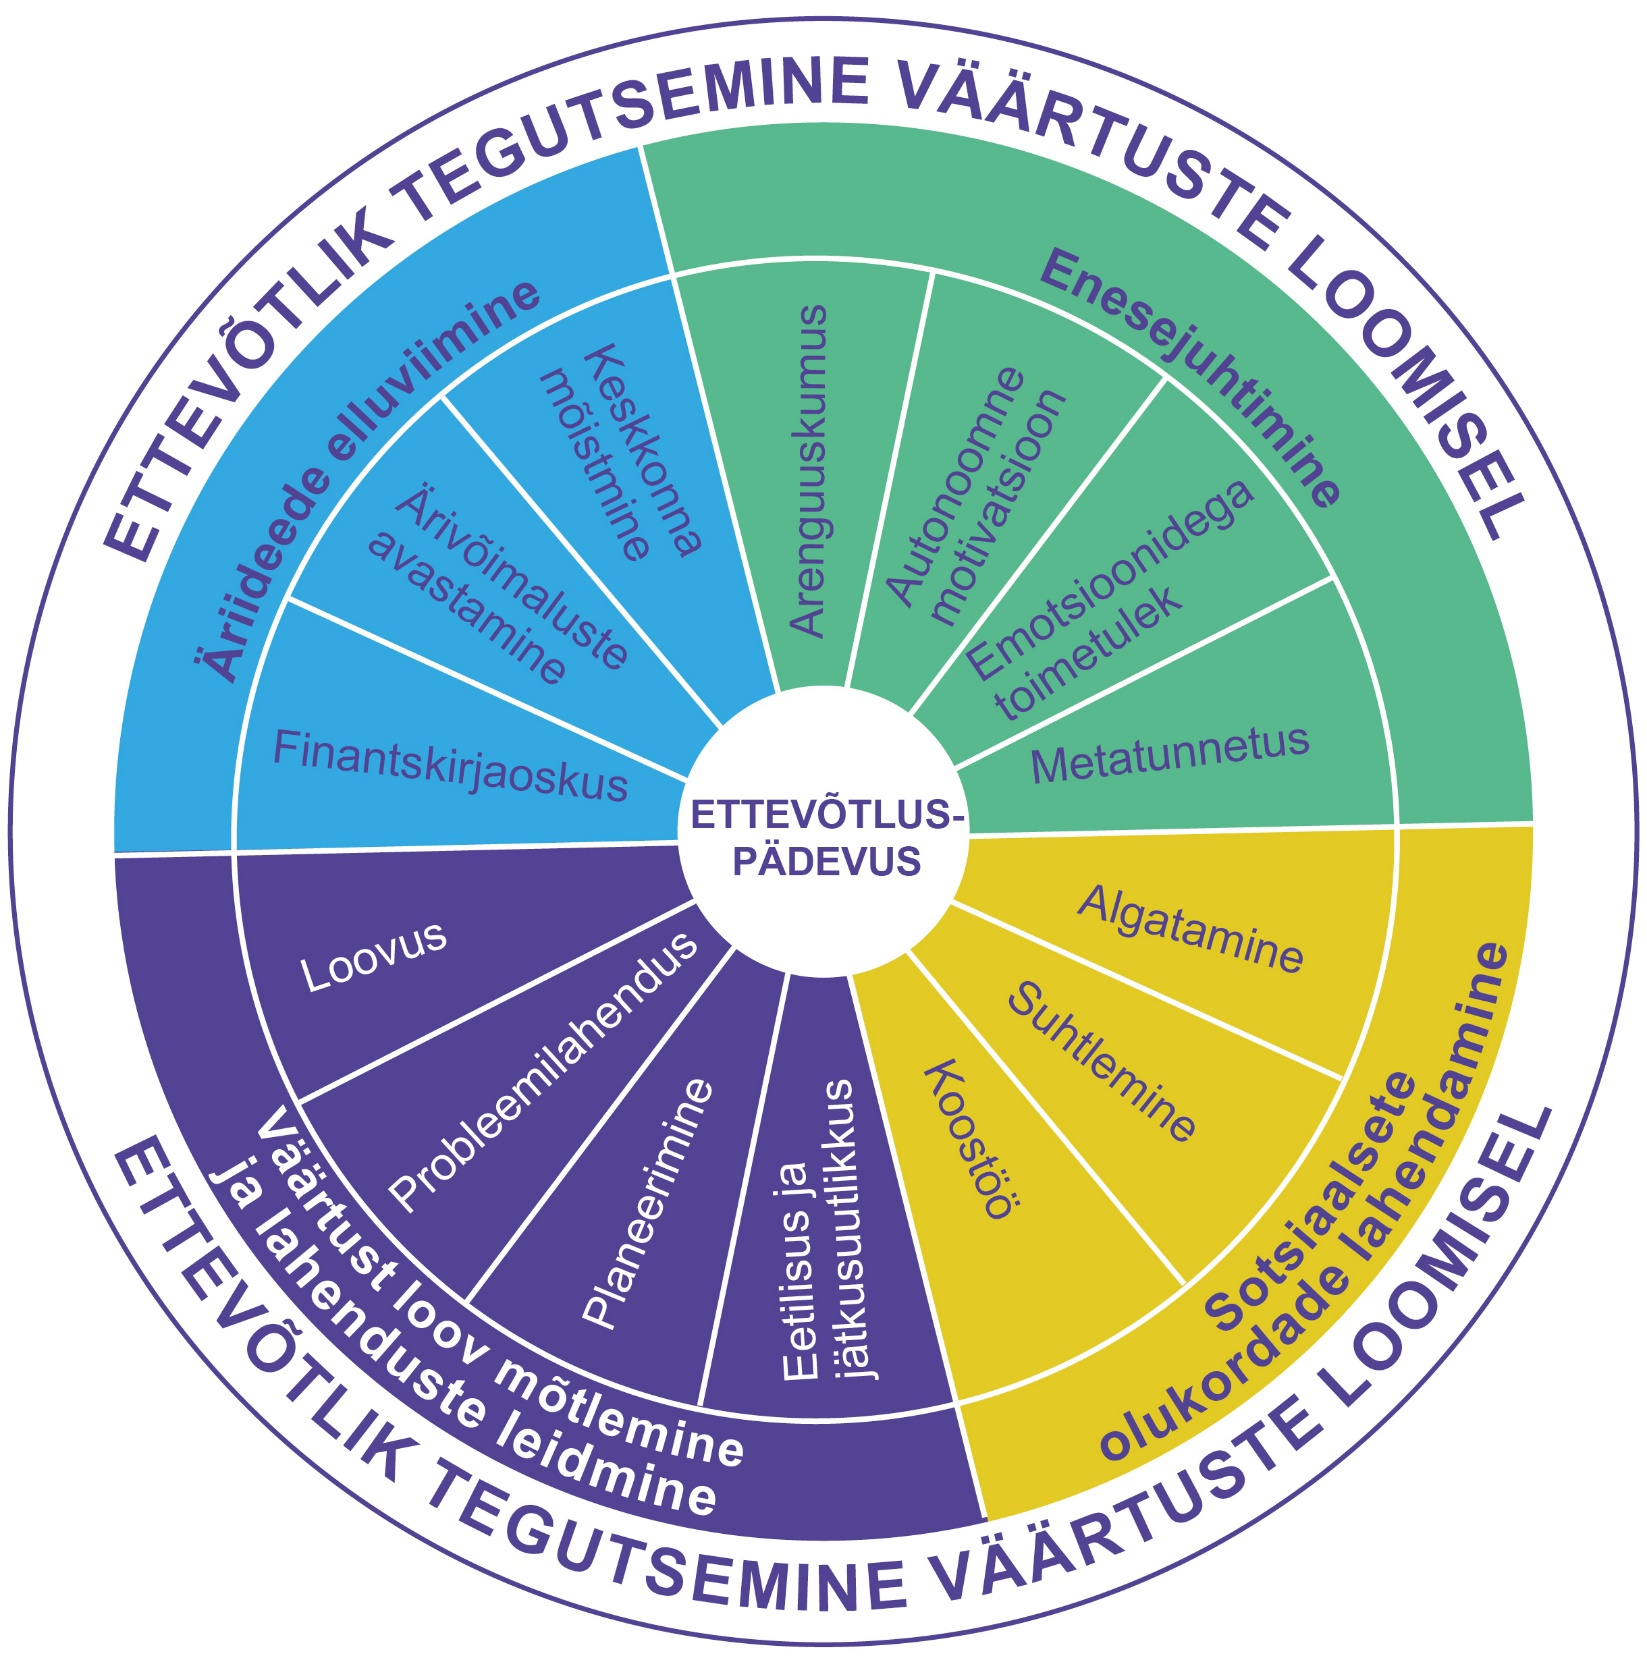 ETTEVÕTLIK TEGUTSEMINE VÄÄRTUSTE LOOMISEL
Enesejuhtimine
Arenguuskumus
Autonoomne
motivatsioon
Emotsioonidega
toimetulek
Metatunnetus
Sotsiaalsete
olukordade lahendamine
Algatamine
Suhtlemine
Koostöö
Väärtust loov mõtlemine
ja lahenduste leidmine
Eetilisus ja
jätkusuutlikkus
Planeerimine
Probleemilahendus
Loovus
Äriideede elluviimine
Finantskirjaoskus
Ärivõimaluste
avastamine
Keskkonna
mõistmine
ETTEVÕTLUS-
PÄDEVUS
ETTEVÕTLIK TEGUTSEMINE VÄÄRTUSTE LOOMISEL